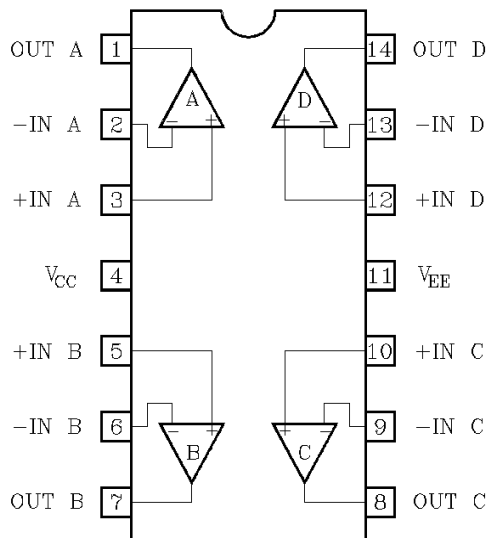 OUT A 1 14 OUT D
A D
-IN A 2 - + + - 13 -IN D
+IN A 3 12 +IN D
VCC 4 11 VEE
+IN B 5 10 +IN C
-IN B 6 - + + - 9 -IN C
B C
OUT B 7 8 OUT C